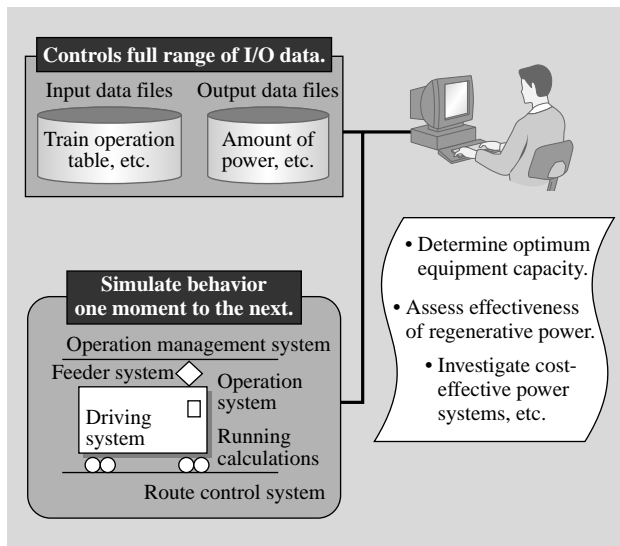 Controls full range of I/O data.
Input data files
Output data files
Train operation
table, etc.
Amount of
power, etc.
• Determine optimum
equipment capacity.
• Assess effectiveness
of regenerative power.
• Investigate cost-
effective power
systems, etc.
Simulate behavior
one moment to the next.
Operation management system
Feeder system
Operation
system
Driving
system
Running
calculations
Route control system